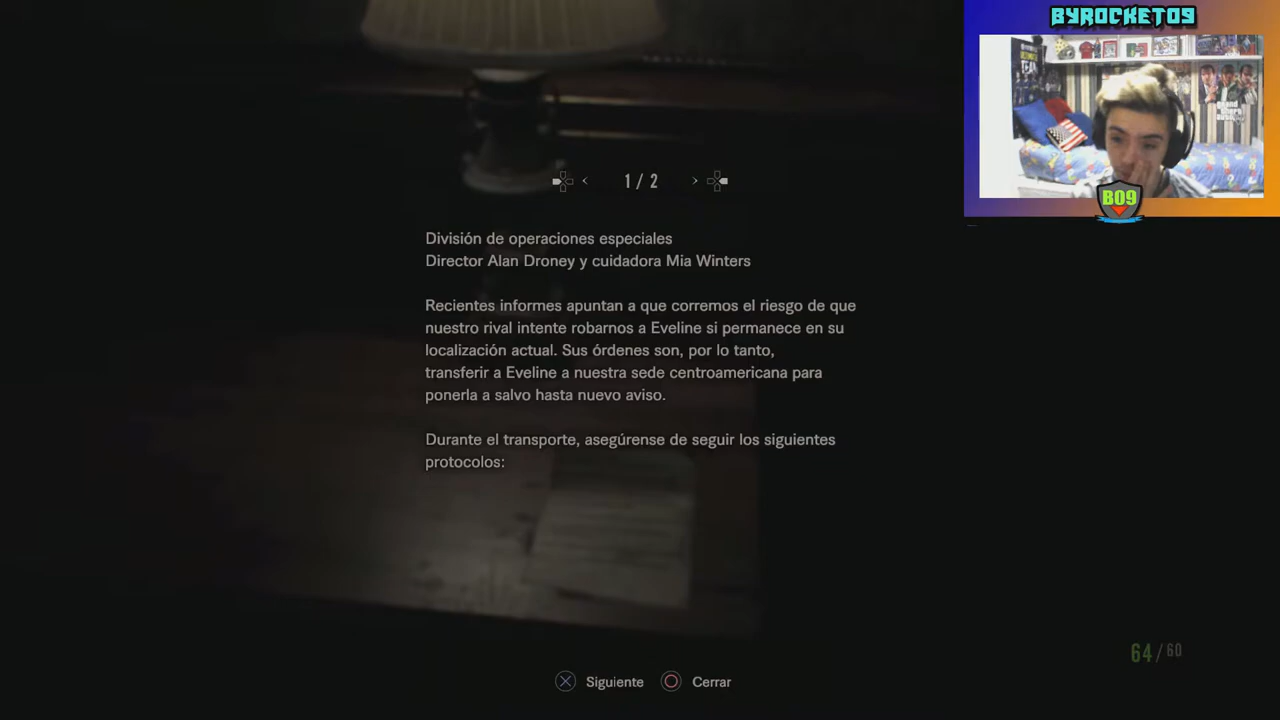 BYROCKET09
GRAND
B09
1 / 2
División de operaciones especiales
Director Alan Droney y cuidadora Mia Winters
Recientes informes apuntan a que corremos el riesgo de que
nuestro rival intente robarnos a Eveline si permanece en su
localización actual. Sus órdenes son, por lo tanto,
transferir a Eveline a nuestra sede centroamericana para
ponerla a salvo hasta nuevo aviso.
Durante el transporte, asegúrense de seguir los siguientes
protocolos:
64/60
Siguiente Cerrar